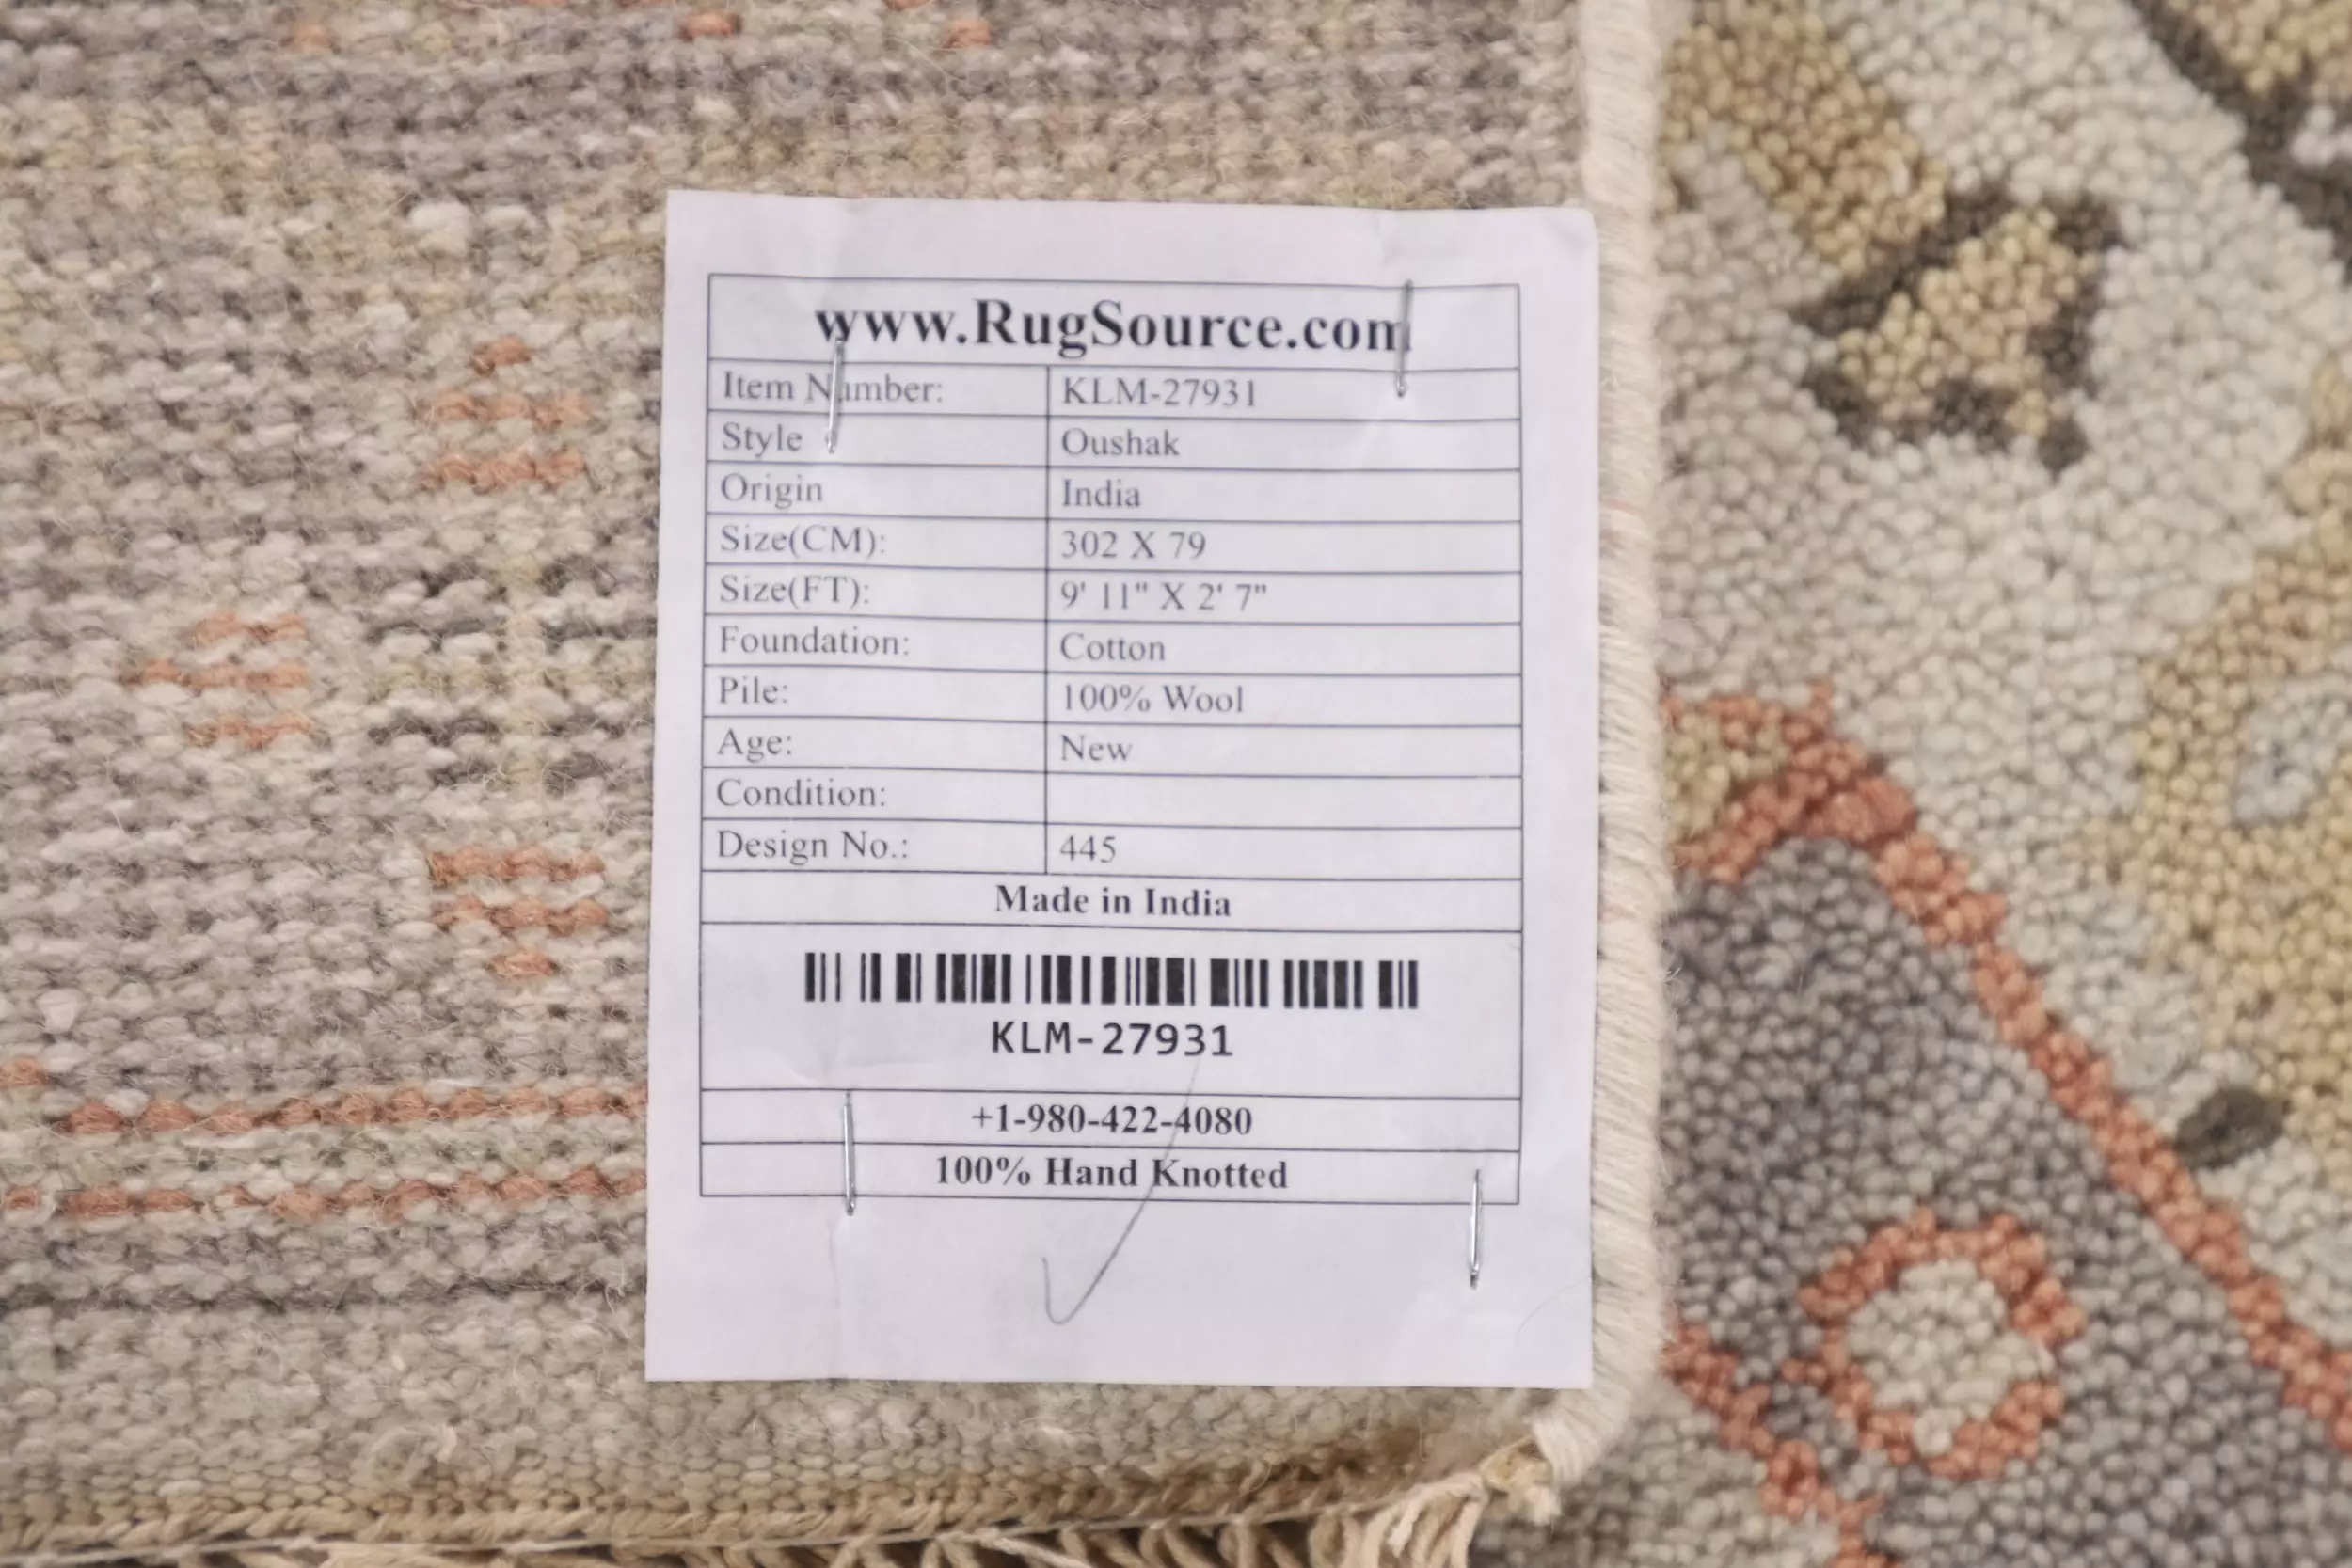 www.RugSource.com
Item Number: KLM-27931
Style Oushak
Origin India
Size(CM): 302 X 79
Size(FT): 9' 11" X 2' 7"
Foundation: Cotton
Pile: 100% Wool
Age: New
Condition:
Design No.: 445
Made in India
KLM-27931
+1-980-422-4080
100% Hand Knotted